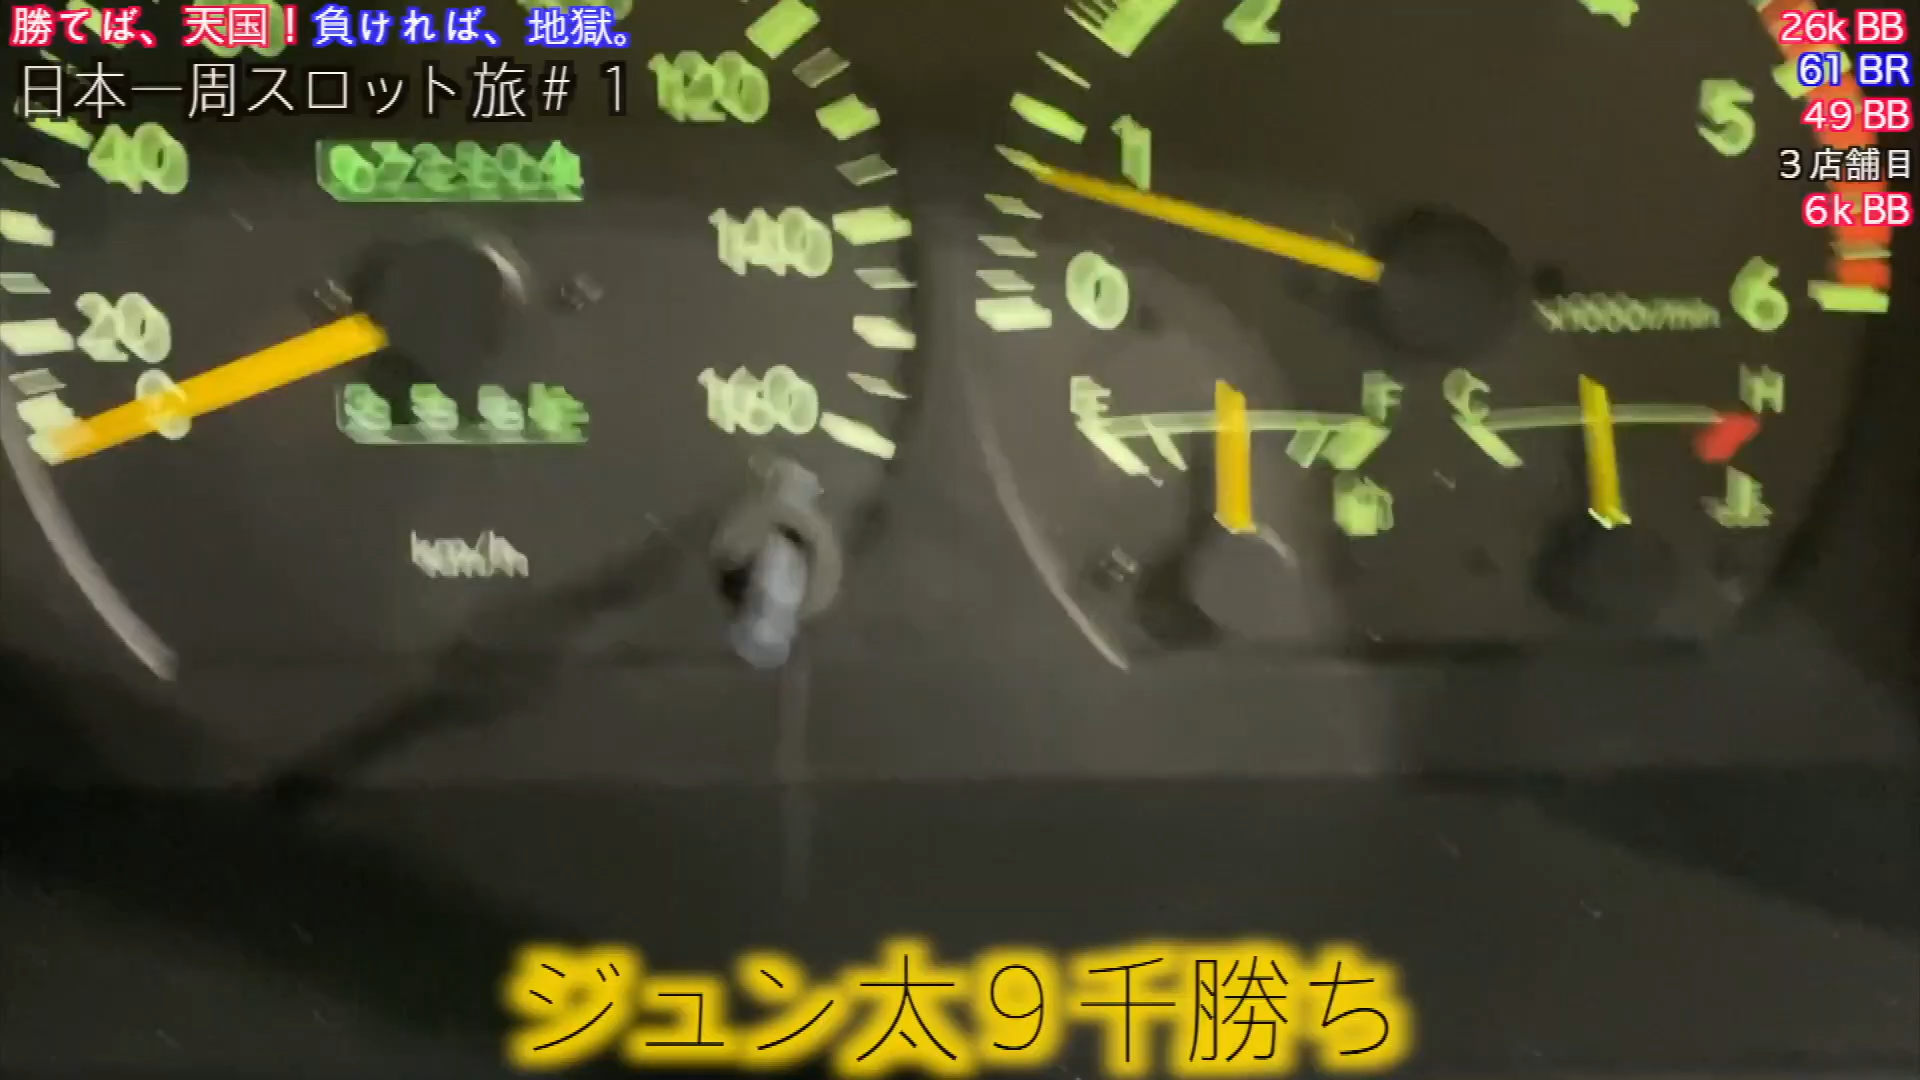 勝てば、天国！負ければ、地獄。
日本一周スロット旅＃１
26k BB
61 BR
49 BB
３店舗目
6k BB
40
120
140
20
0
160
km/h
2
1
0
5
6
x1000r/min
E
F
C
H
ジュン太９千勝ち